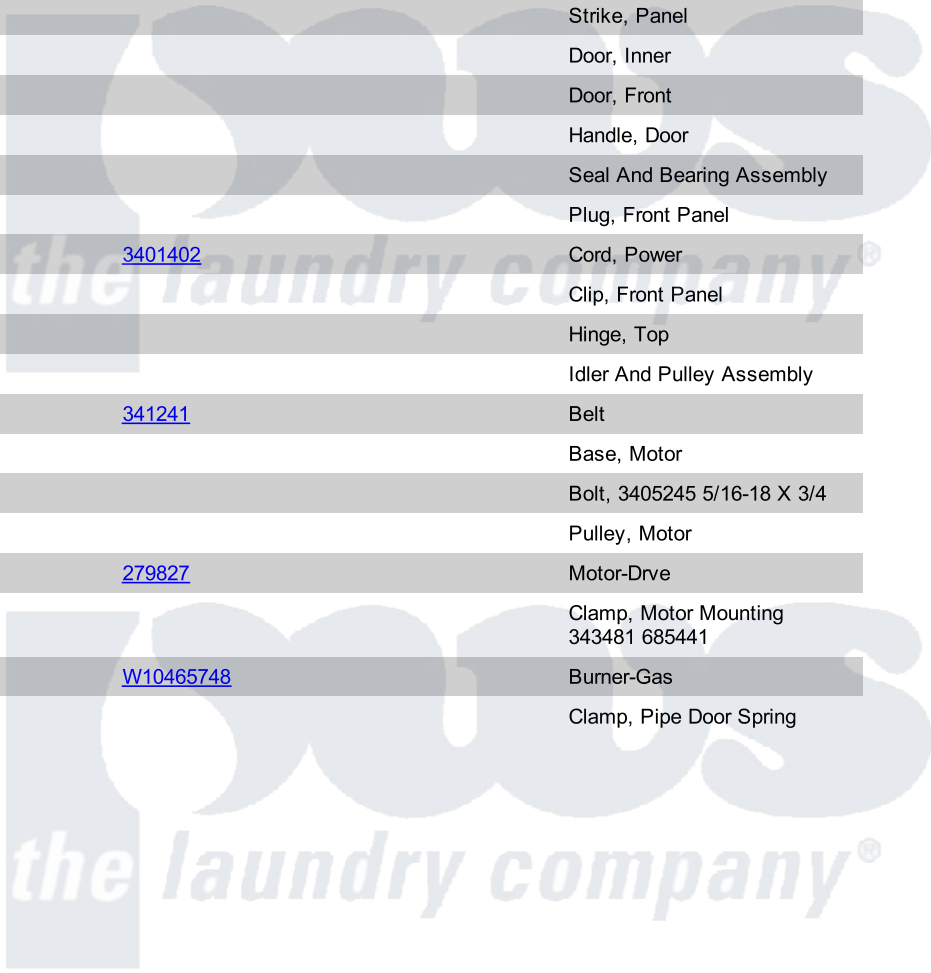 Strike, Panel
Door, Inner
Door, Front
Handle, Door
Seal And Bearing Assembly
Plug, Front Panel
3401402 Cord, Power
the laundry company®
Clip, Front Panel
Hinge, Top
Idler And Pulley Assembly
341241 Belt
Base, Motor
Bolt, 3405245 5/16-18 X 3/4
Pulley, Motor
279827 Motor-Drve
Clamp, Motor Mounting
343481 685441
W10465748 Burner-Gas
Clamp, Pipe Door Spring
pws
the laundry company®